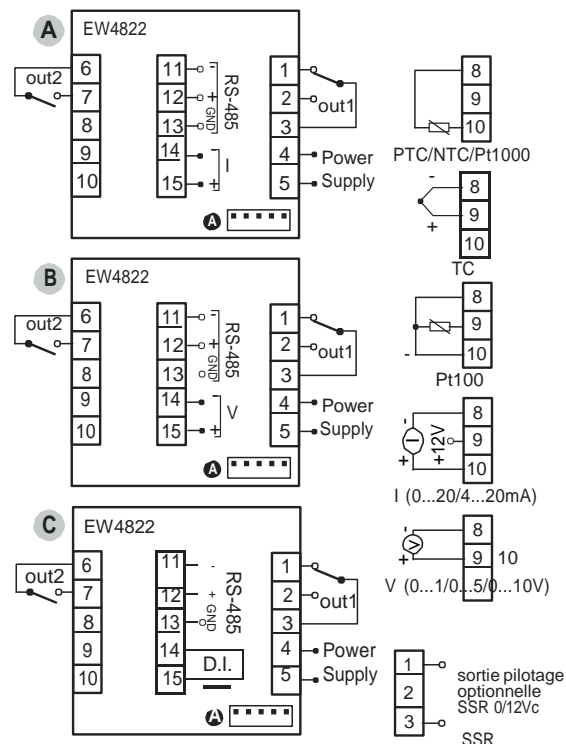 A EW4822
out2
6
7
8
9
10
11 -
12 +
13 GND
14 -
15 +
RS-485
I
1
2
3
4
5
out1
Power
Supply
A
B EW4822
out2
6
7
8
9
10
11 -
12 +
13 GND
14 -
15 +
RS-485
V
1
2
3
4
5
out1
Power
Supply
A
C EW4822
out2
6
7
8
9
10
11 -
12 +
13 GND
14
15
RS-485
D.I.
1
2
3
4
5
out1
Power
Supply
A
8
9
10
PTC/NTC/Pt1000
-
+
8
9
10
TC
-
8
9
10
Pt100
-
+
I
+12V
8
9
10
I (0...20/4...20mA)
-
+
V
8
9 10
V (0...1/0...5/0...10V)
1
2
3
sortie pilotage
optionnelle
SSR 0/12Vc
SSR